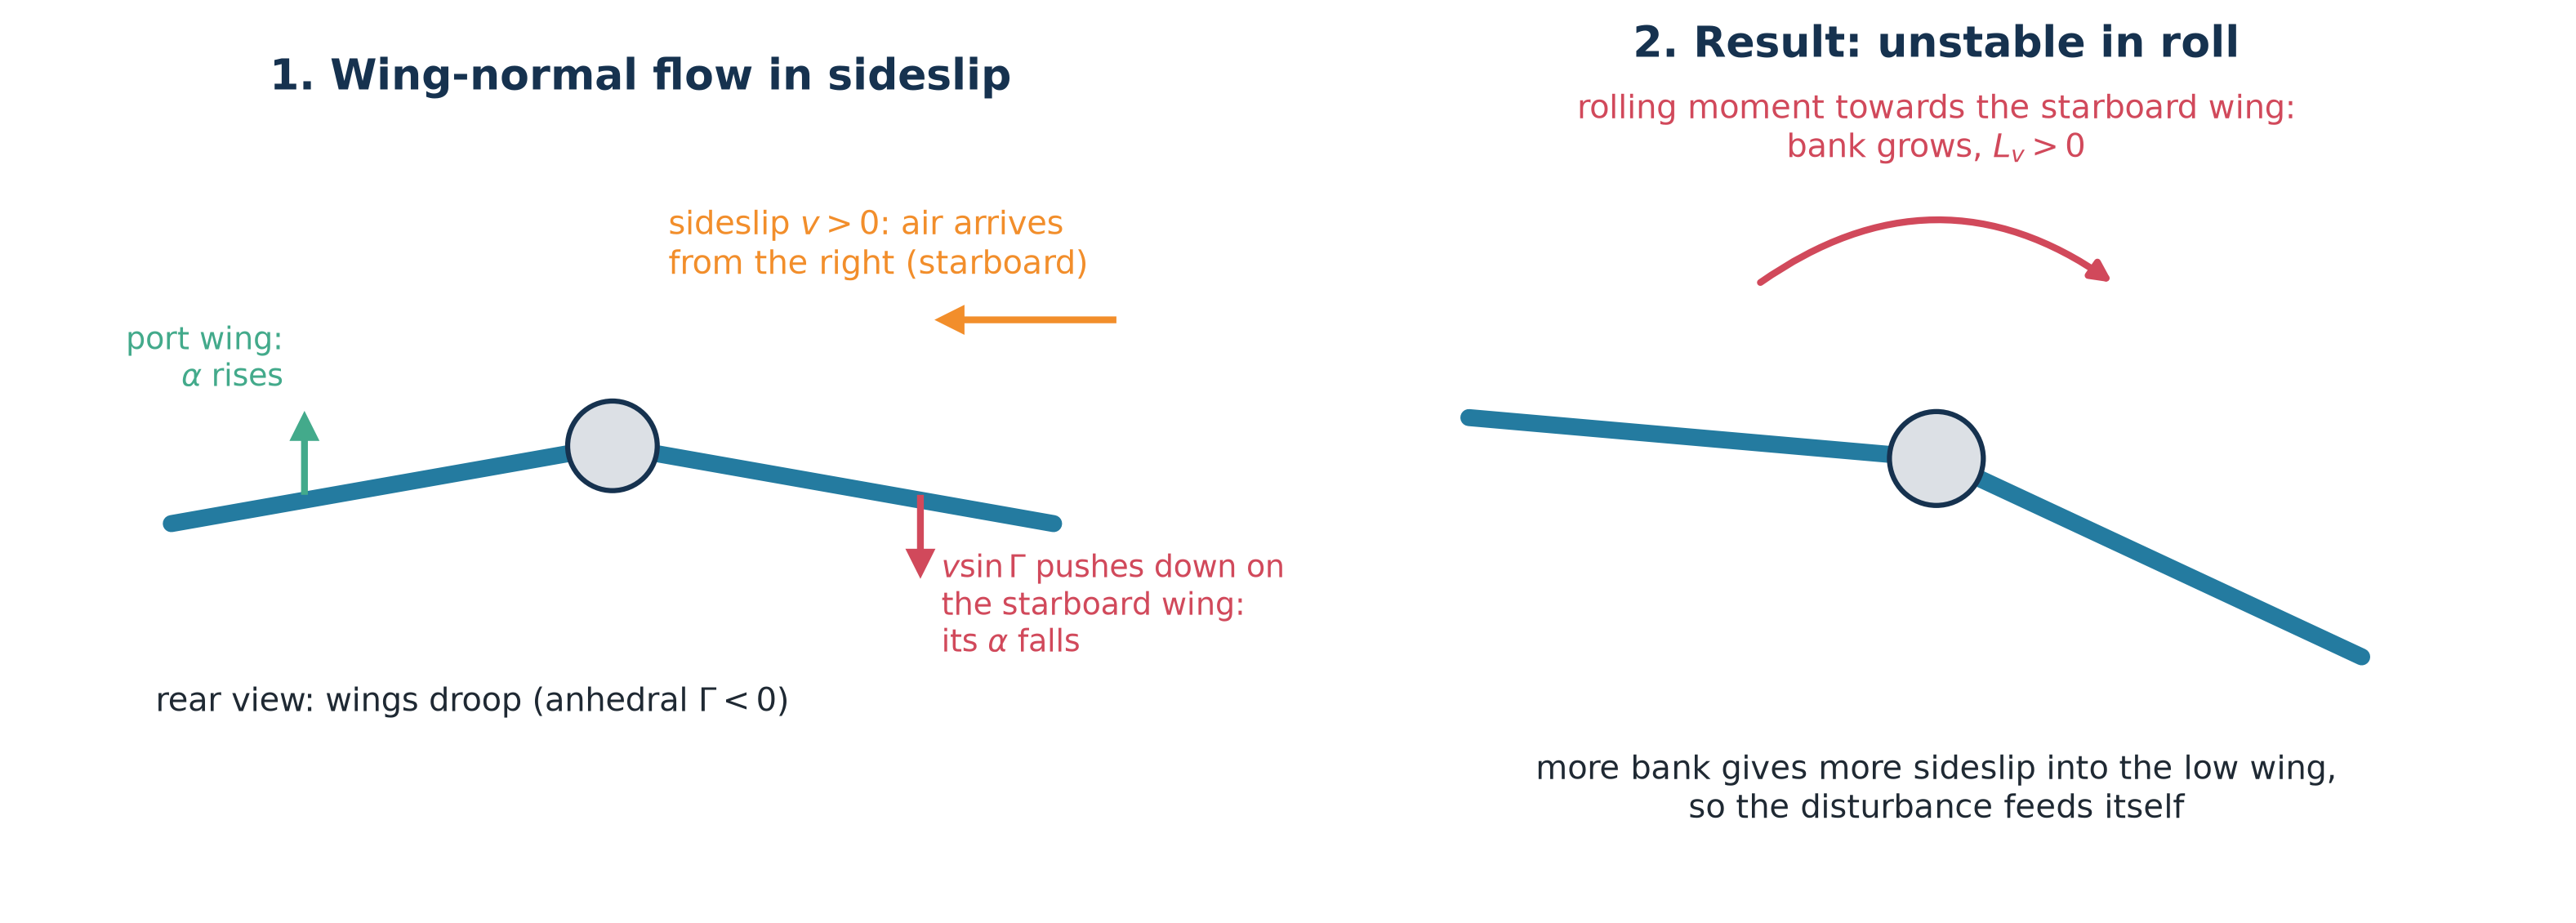 1. Wing-normal flow in sideslip
sideslip v > 0: air arrives
from the right (starboard)
port wing:
α rises
v sin Γ pushes down on
the starboard wing:
its α falls
rear view: wings droop (anhedral Γ < 0)
2. Result: unstable in roll
rolling moment towards the starboard wing:
bank grows, Lᵥ > 0
more bank gives more sideslip into the low wing,
so the disturbance feeds itself